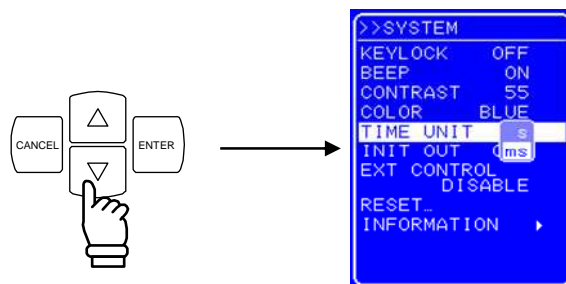 CANCEL
ENTER
>>SYSTEM
KEYLOCK OFF
BEEP ON
CONTRAST 55
COLOR BLUE
TIME UNIT s
INIT OUT ms
EXT CONTROL
DISABLE
RESET…
INFORMATION